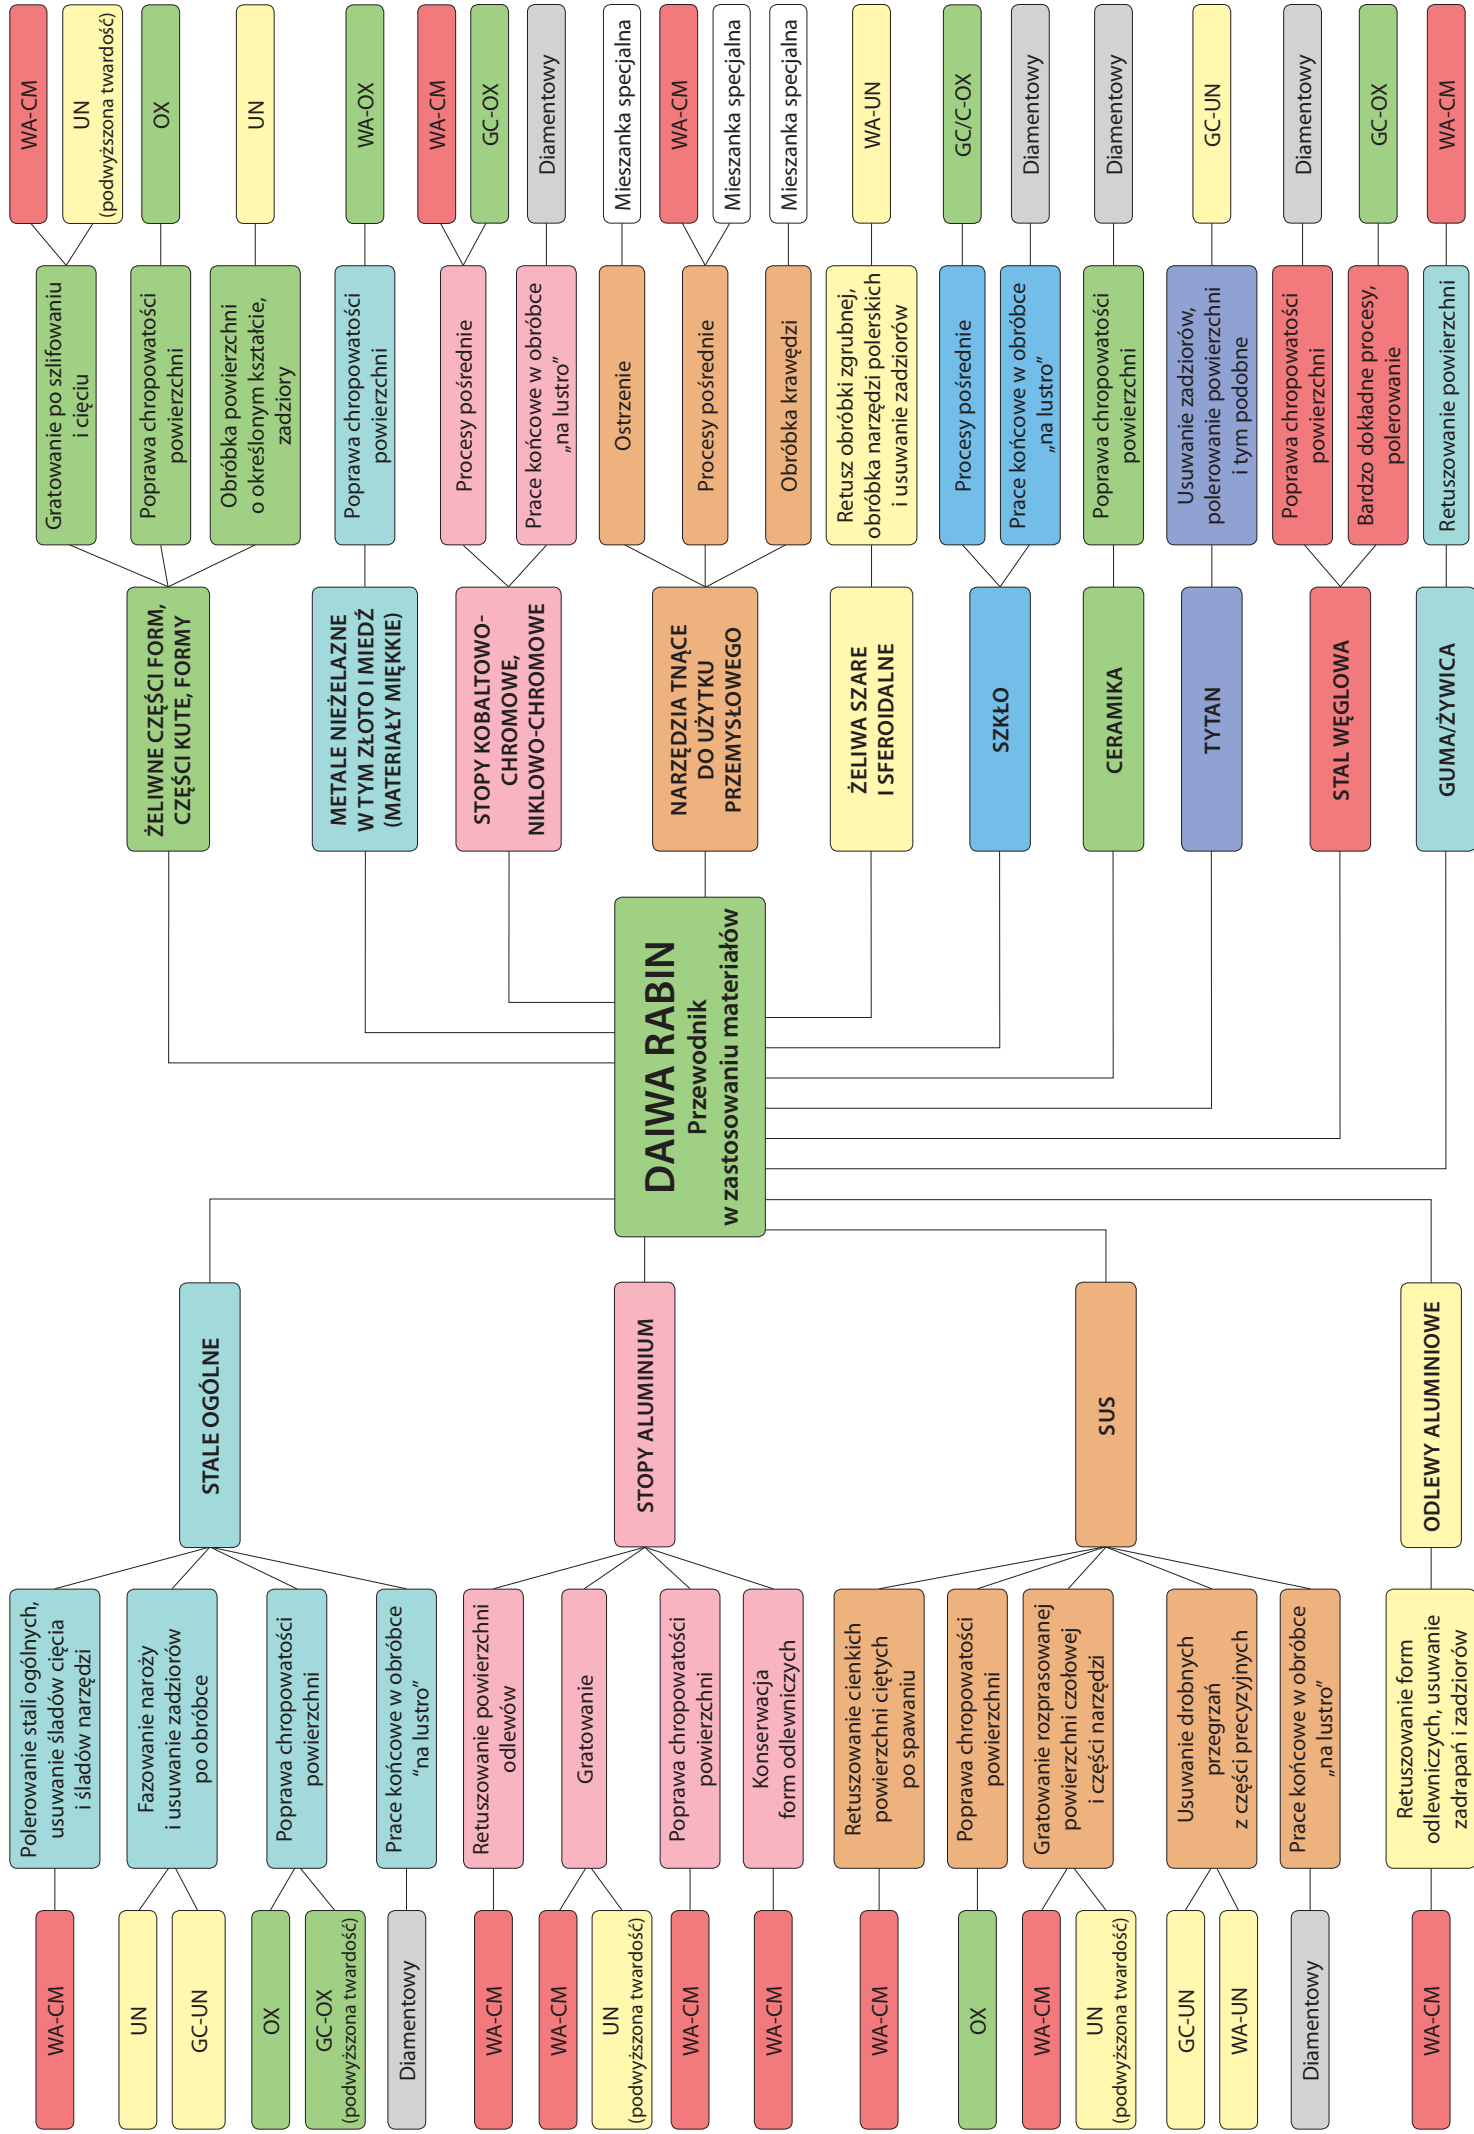 DAIWA RABIN
Przewodnik
w zastosowaniu materiałów
STALE OGÓLNE
Polerowanie stali ogólnych,
usuwanie śladów cięcia
i śladów narzędzi
WA-CM
Fazowanie naroży
i usuwanie zadziorów
po obróbce
UN
GC-UN
Poprawa chropowatości
powierzchni
OX
GC-OX
(podwyższona twardość)
Prace końcowe w obróbce
“na lustro”
Diamentowy
STOPY ALUMINIUM
Retuszowanie powierzchni
odlewów
WA-CM
Gratowanie
WA-CM
UN
(podwyższona twardość)
Poprawa chropowatości
powierzchni
WA-CM
Konserwacja
form odlewniczych
WA-CM
SUS
Retuszowanie cienkich
powierzchni ciętych
po spawaniu
WA-CM
Poprawa chropowatości
powierzchni
OX
Gratowanie rozprasowanej
powierzchni czołowej
i części narzędzi
WA-CM
UN
(podwyższona twardość)
Usuwanie drobnych
przegrzań
z części precyzyjnych
GC-UN
WA-UN
Prace końcowe w obróbce
„na lustro”
Diamentowy
ODLEWY ALUMINIOWE
Retuszowanie form
odlewniczych, usuwanie
zadrapań i zadziorów
WA-CM
ŻELIWNE CZĘŚCI FORM,
CZĘŚCI KUTE, FORMY
Gratowanie po szlifowaniu
i cięciu
WA-CM
UN
(podwyższona twardość)
Poprawa chropowatości
powierzchni
OX
Obróbka powierzchni
o określonym kształcie,
zadziory
UN
METALE NIEŻELAZNE
W TYM ZŁOTO I MIEDŹ
(MATERIAŁY MIĘKKIE)
Poprawa chropowatości
powierzchni
WA-OX
STOPY KOBALTOWO-
CHROMOWE,
NIKLOWO-CHROMOWE
Procesy pośrednie
WA-CM
GC-OX
Prace końcowe w obróbce
„na lustro”
Diamentowy
NARZĘDZIA TNĄCE
DO UŻYTKU
PRZEMYSŁOWEGO
Ostrzenie
Mieszanka specjalna
Procesy pośrednie
WA-CM
Mieszanka specjalna
Obróbka krawędzi
Mieszanka specjalna
ŻELIWA SZARE
I SFEROIDALNE
Retusz obróbki zgrubnej,
obróbka narzędzi polerskich
i usuwanie zadziorów
WA-UN
SZKŁO
Procesy pośrednie
GC/C-OX
Prace końcowe w obróbce
„na lustro”
Diamentowy
CERAMIKA
Poprawa chropowatości
powierzchni
Diamentowy
TYTAN
Usuwanie zadziorów,
polerowanie powierzchni
i tym podobne
GC-UN
STAL WĘGLOWA
Poprawa chropowatości
powierzchni
Diamentowy
Bardzo dokładne procesy,
polerowanie
GC-OX
GUMA/ŻYWICA
Retuszowanie powierzchni
WA-CM